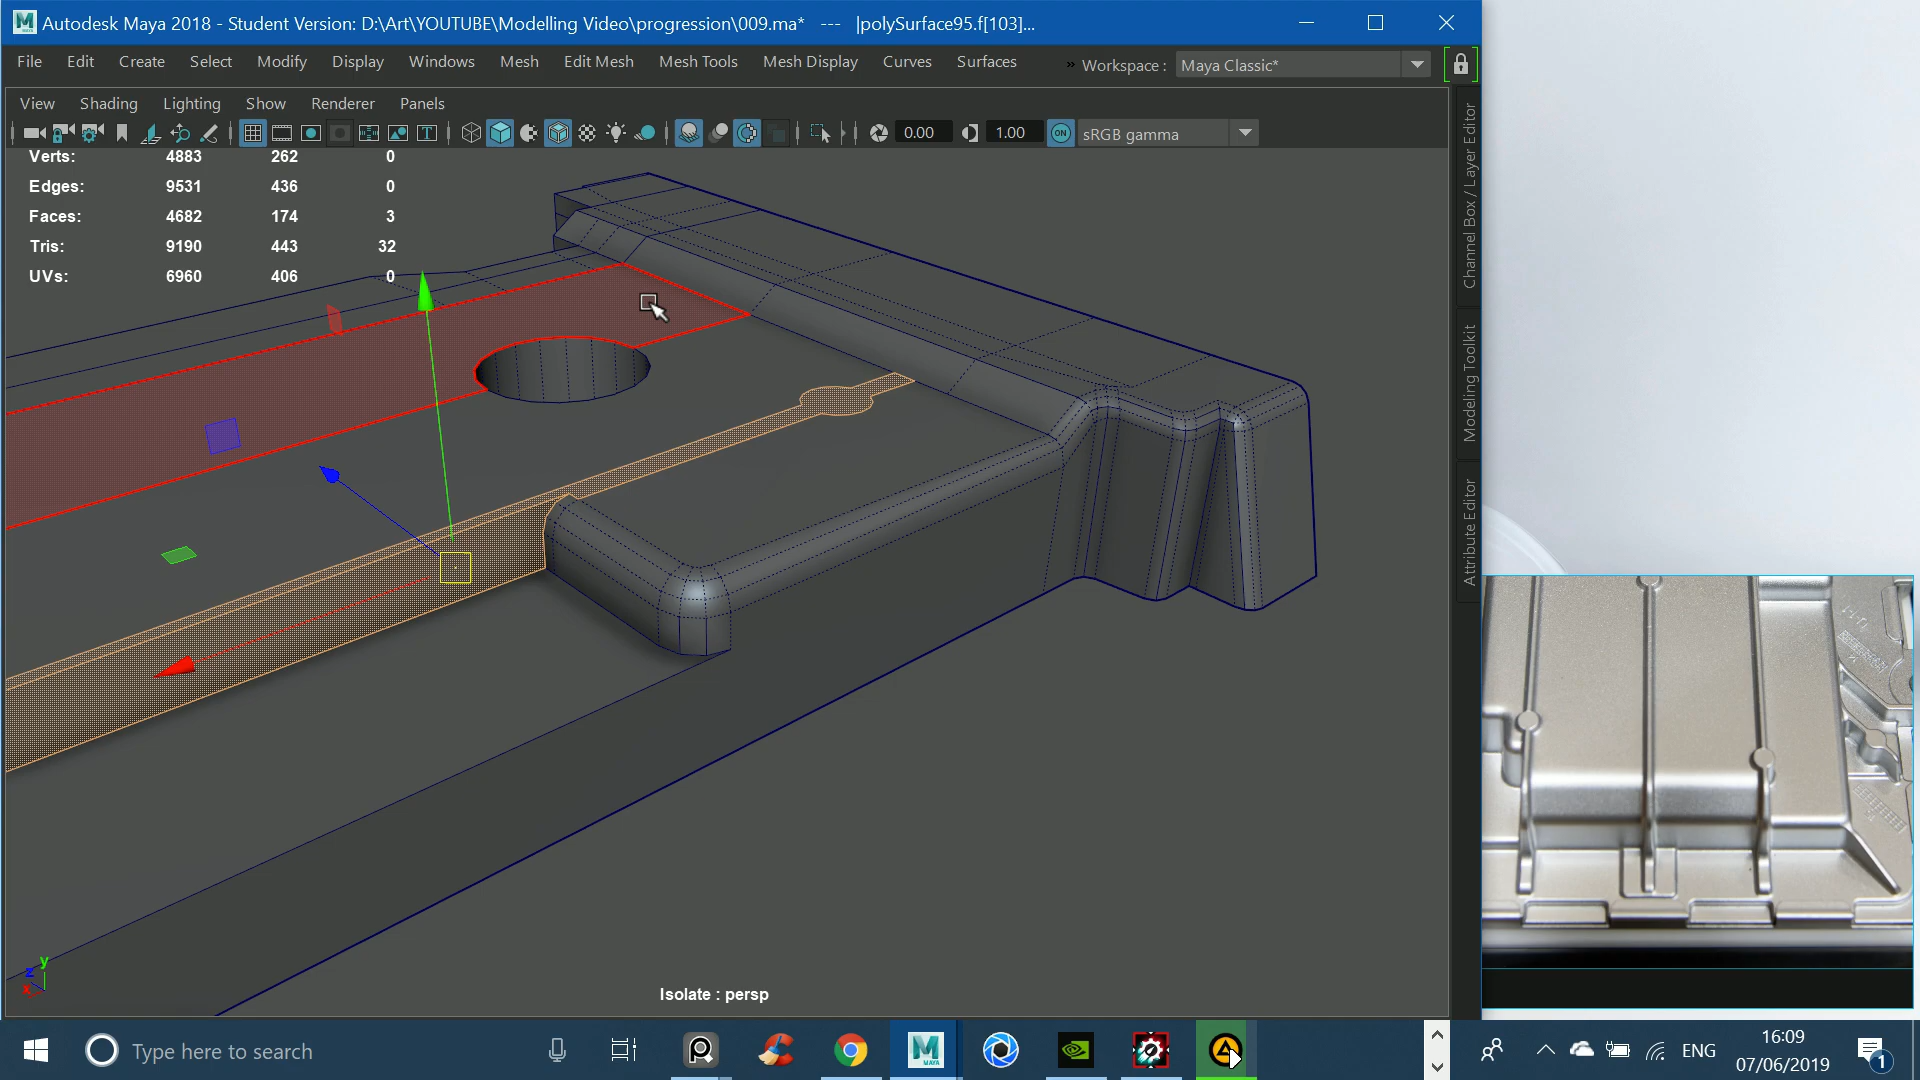 Autodesk Maya 2018 - Student Version: D:\Art\YOUTUBE\Modelling Video\progression\009.ma*   ---   |polySurface95.f[103]...
File Edit Create Select Modify Display Windows Mesh Edit Mesh Mesh Tools Mesh Display Curves Surfaces » Workspace : Maya Classic*
View Shading Lighting Show Renderer Panels
0.00 1.00 ON sRGB gamma
Verts: 4883 262 0
Edges: 9531 436 0
Faces: 4682 174 3
Tris: 9190 443 32
UVs: 6960 406 0
Channel Box / Layer Editor
Modeling Toolkit
Attribute Editor
y
z
x
Isolate : persp
Type here to search
MAYA
ENG
16:09
07/06/2019
1